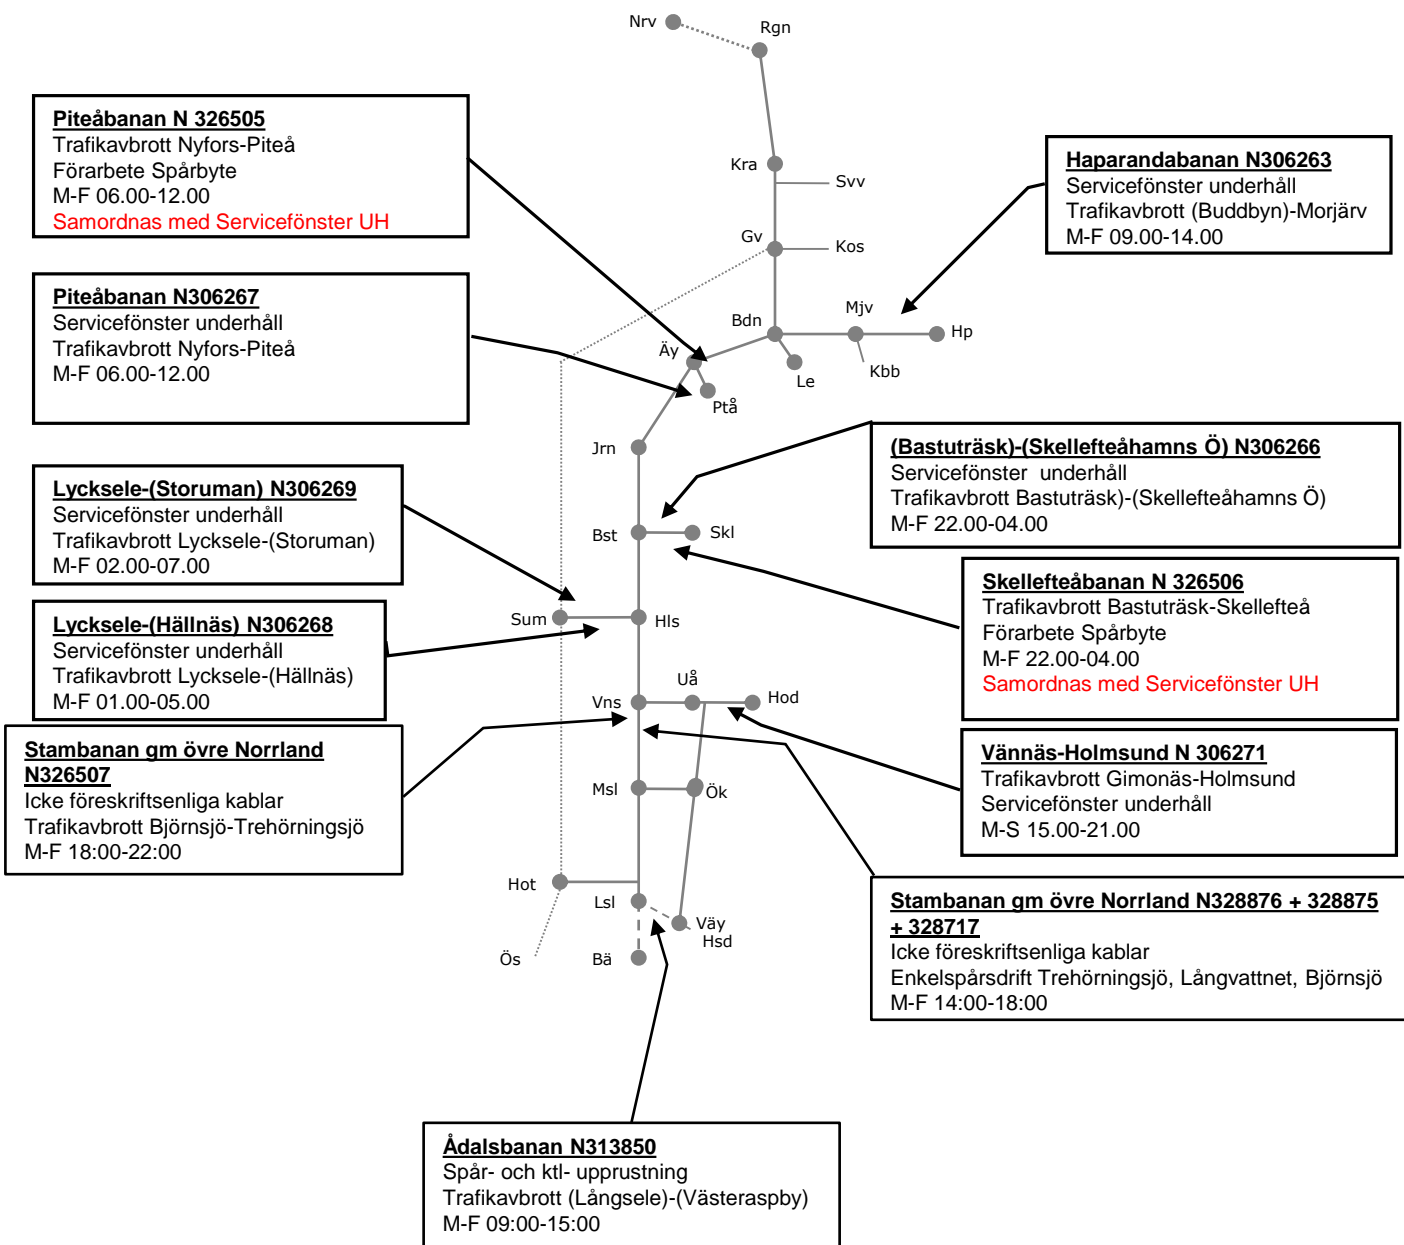 Nrv
Rgn
Piteåbanan N 326505
Trafikavbrott Nyfors-Piteå
Förarbete Spårbyte
M-F 06.00-12.00
Samordnas med Servicefönster UH
Kra
Svv
Haparandabanan N306263
Servicefönster underhåll
Trafikavbrott (Buddbyn)-Morjärv
M-F 09.00-14.00
Gv
Kos
Piteåbanan N306267
Servicefönster underhåll
Trafikavbrott Nyfors-Piteå
M-F 06.00-12.00
Bdn
Mjv
Hp
Äy
Le
Kbb
Ptå
Jrn
(Bastuträsk)-(Skellefteåhamns Ö) N306266
Servicefönster  underhåll
Trafikavbrott Bastuträsk)-(Skellefteåhamns Ö)
M-F 22.00-04.00
Lycksele-(Storuman) N306269
Servicefönster underhåll
Trafikavbrott Lycksele-(Storuman)
M-F 02.00-07.00
Bst
Skl
Skellefteåbanan N 326506
Trafikavbrott Bastuträsk-Skellefteå
Förarbete Spårbyte
M-F 22.00-04.00
Samordnas med Servicefönster UH
Sum
Hls
Lycksele-(Hällnäs) N306268
Servicefönster underhåll
Trafikavbrott Lycksele-(Hällnäs)
M-F 01.00-05.00
Uå
Vns
Hod
Stambanan gm övre Norrland
N326507
Icke föreskriftsenliga kablar
Trafikavbrott Björnsjö-Trehörningsjö
M-F 18:00-22:00
Vännäs-Holmsund N 306271
Trafikavbrott Gimonäs-Holmsund
Servicefönster underhåll
M-S 15.00-21.00
Msl
Ök
Hot
Lsl
Väy
Hsd
Ös
Bä
Stambanan gm övre Norrland N328876 + 328875
+ 328717
Icke föreskriftsenliga kablar
Enkelspårsdrift Trehörningsjö, Långvattnet, Björnsjö
M-F 14:00-18:00
Ådalsbanan N313850
Spår- och ktl- upprustning
Trafikavbrott (Långsele)-(Västeraspby)
M-F 09:00-15:00